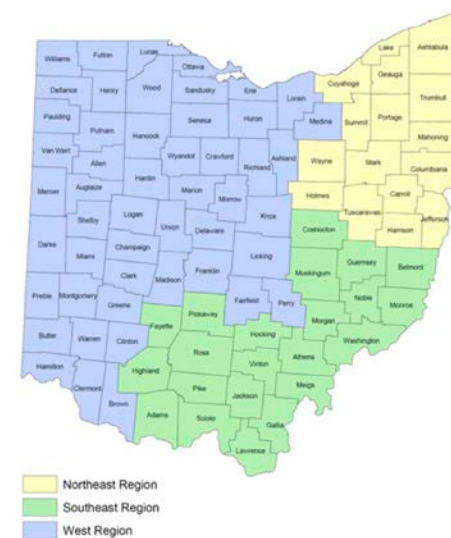 Lake
Ashtabula
Lucas
Fulton
Williams
Ottawa
Geauga
Cuyahoga
Defiance
Henry
Wood
Sandusky
Erie
Lorain
Trumbull
Paulding
Seneca
Huron
Medina
Summit
Portage
Putnam
Hancock
Mahoning
Van Wert
Allen
Wyandot
Crawford
Richland
Ashland
Wayne
Stark
Columbiana
Hardin
Mercer
Auglaize
Marion
Morrow
Holmes
Carroll
Shelby
Logan
Union
Knox
Tuscarawas
Jefferson
Delaware
Coshocton
Harrison
Darke
Champaign
Miami
Licking
Guernsey
Belmont
Clark
Franklin
Muskingum
Madison
Preble
Montgomery
Fairfield
Perry
Noble
Monroe
Greene
Pickaway
Morgan
Fayette
Hocking
Washington
Butler
Warren
Clinton
Ross
Athens
Vinton
Hamilton
Highland
Meigs
Clermont
Pike
Jackson
Brown
Adams
Scioto
Gallia
Lawrence
Northeast Region
Southeast Region
West Region